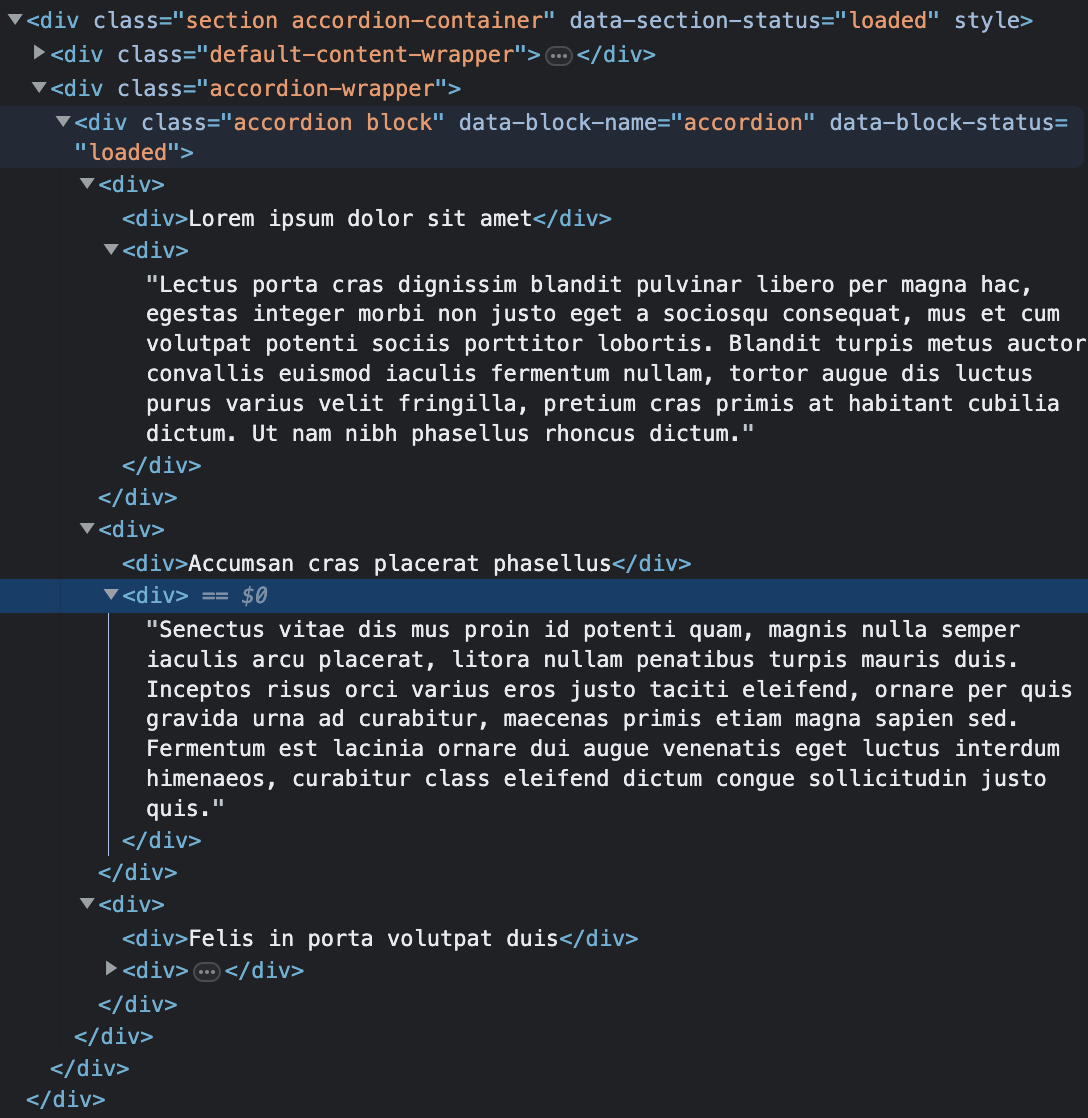 ▼<div class="section accordion-container" data-section-status="loaded" style>
▶<div class="default-content-wrapper">…</div>
▼<div class="accordion-wrapper">
▼<div class="accordion block" data-block-name="accordion" data-block-status=
"loaded">
▼<div>
<div>Lorem ipsum dolor sit amet</div>
▼<div>
"Lectus porta cras dignissim blandit pulvinar libero per magna hac,
egestas integer morbi non justo eget a sociosqu consequat, mus et cum
volutpat potenti sociis porttitor lobortis. Blandit turpis metus auctor
convallis euismod iaculis fermentum nullam, tortor augue dis luctus
purus varius velit fringilla, pretium cras primis at habitant cubilia
dictum. Ut nam nibh phasellus rhoncus dictum."
</div>
</div>
▼<div>
<div>Accumsan cras placerat phasellus</div>
▼<div> == $0
"Senectus vitae dis mus proin id potenti quam, magnis nulla semper
iaculis arcu placerat, litora nullam penatibus turpis mauris duis.
Inceptos risus orci varius eros justo taciti eleifend, ornare per quis
gravida urna ad curabitur, maecenas primis etiam magna sapien sed.
Fermentum est lacinia ornare dui augue venenatis eget luctus interdum
himenaeos, curabitur class eleifend dictum congue sollicitudin justo
quis."
</div>
</div>
▼<div>
<div>Felis in porta volutpat duis</div>
▶<div>…</div>
</div>
</div>
</div>
</div>